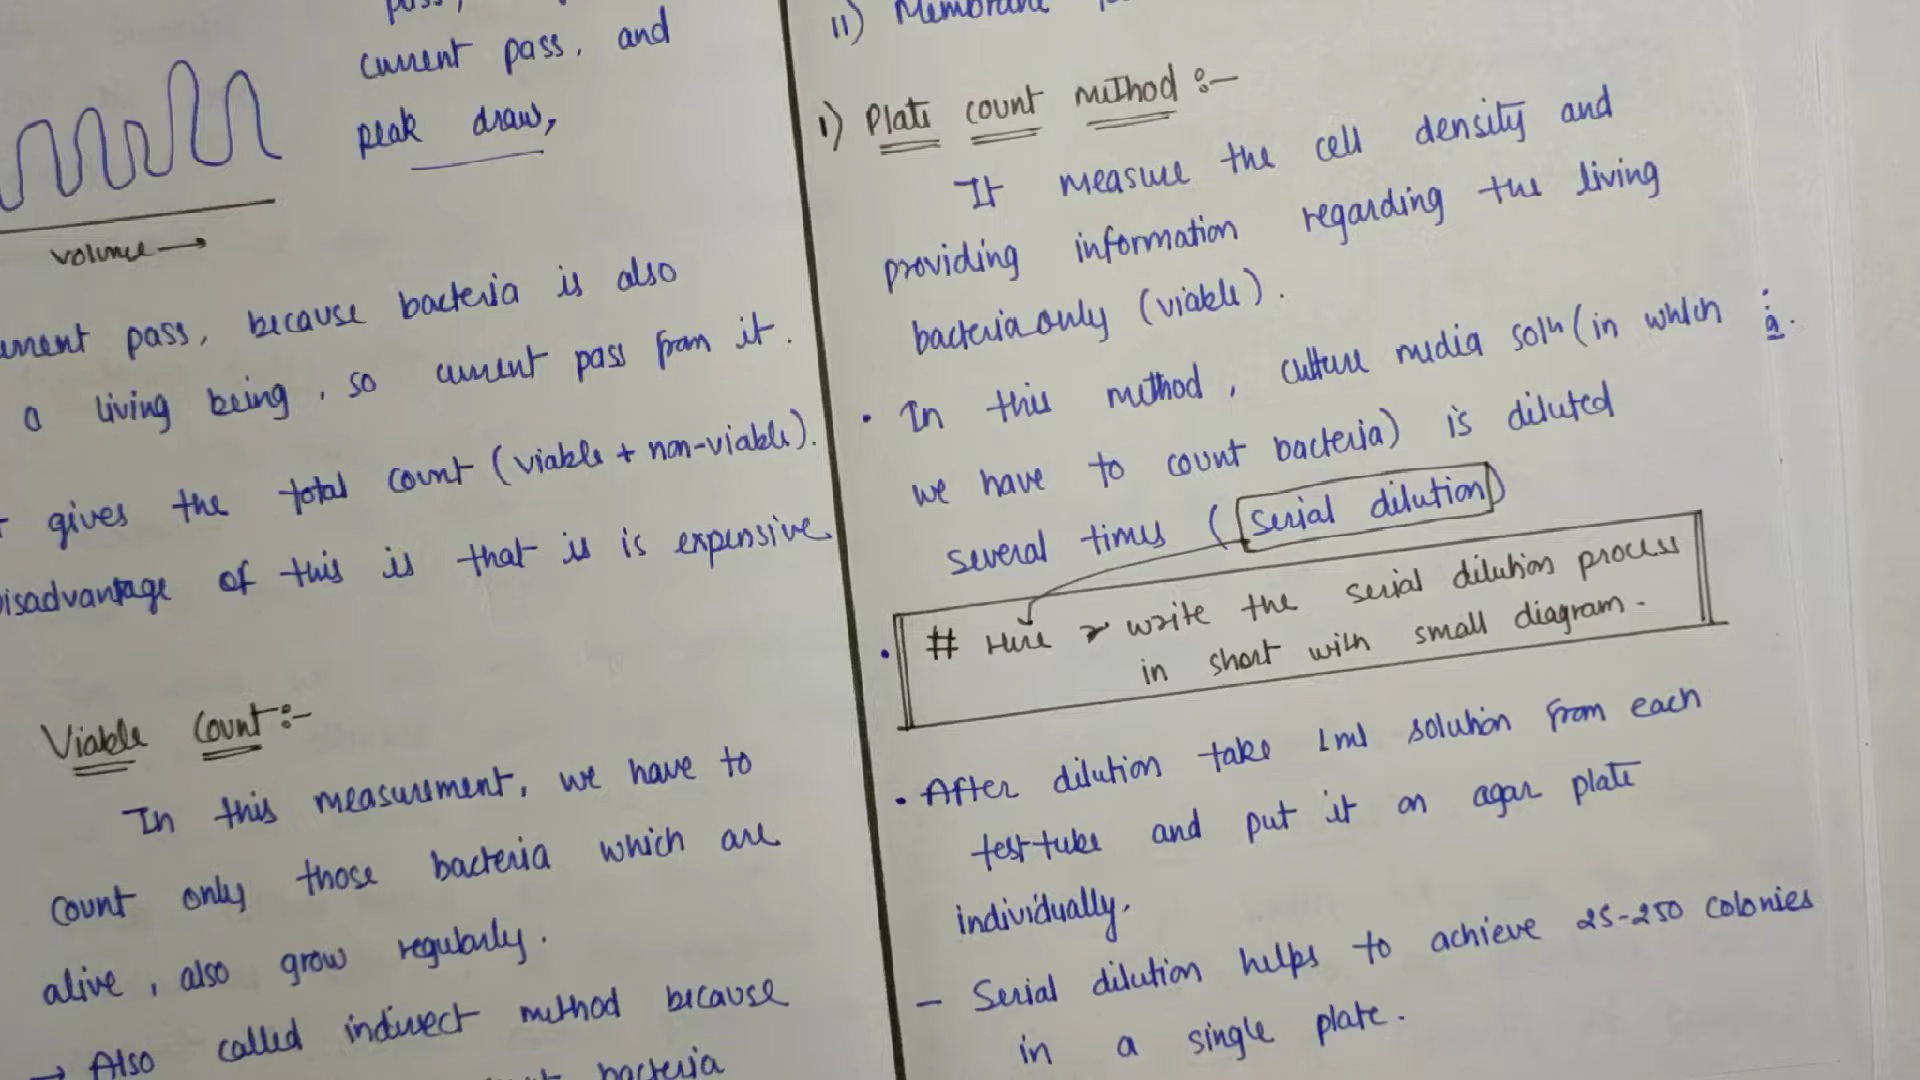 current pass, and
peak draw,
volume →
pass, because bacteria is also
a living being, so current pass from it.
gives the total count (viable + non-viable).
disadvantage of this is that is is expensive
Viable Count :-
In this measurement, we have to
count only those bacteria which are
alive, also grow regularly.
→ Also called indirect method because
bacteria
ii) Membrane
i) Plate count method :-
It measure the cell density and
providing information regarding the living
bacteria only (viable).
• In this method, culture media solⁿ (in which
we have to count bacteria) is diluted
several times (serial dilution)
# Here write the serial dilution process
in short with small diagram.
• After dilution take 1ml solution from each
test tube and put it on agar plate
individually.
- Serial dilution helps to achieve 25-250 colonies
in a single plate.